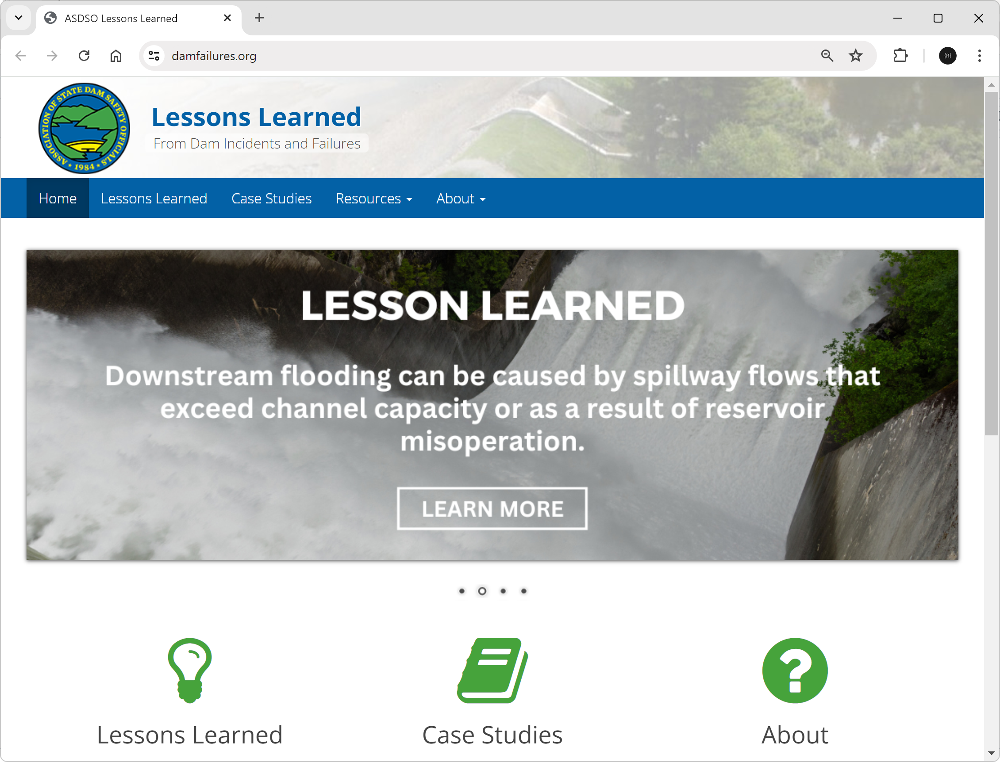 ASDSO Lessons Learned
damfailures.org
{R}
ASSOCIATION OF STATE DAM SAFETY OFFICIALS
* 1984 *
Lessons Learned
From Dam Incidents and Failures
Home Lessons Learned Case Studies Resources About
LESSON LEARNED
Downstream flooding can be caused by spillway flows that
exceed channel capacity or as a result of reservoir
misoperation.
LEARN MORE
Lessons Learned Case Studies About